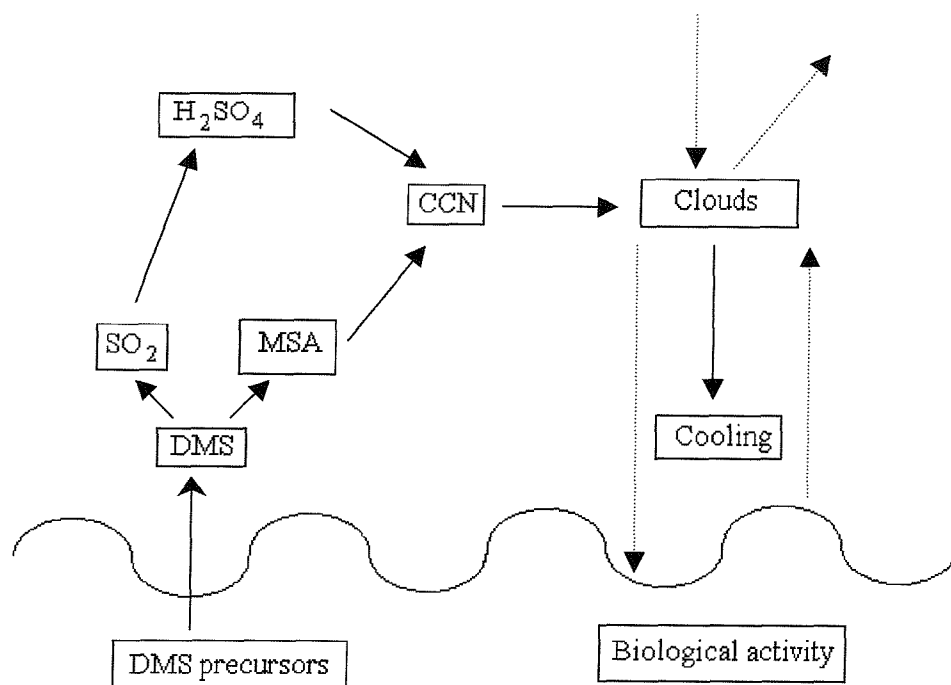 H₂SO₄
CCN
Clouds
SO₂
MSA
DMS
Cooling
DMS precursors
Biological activity